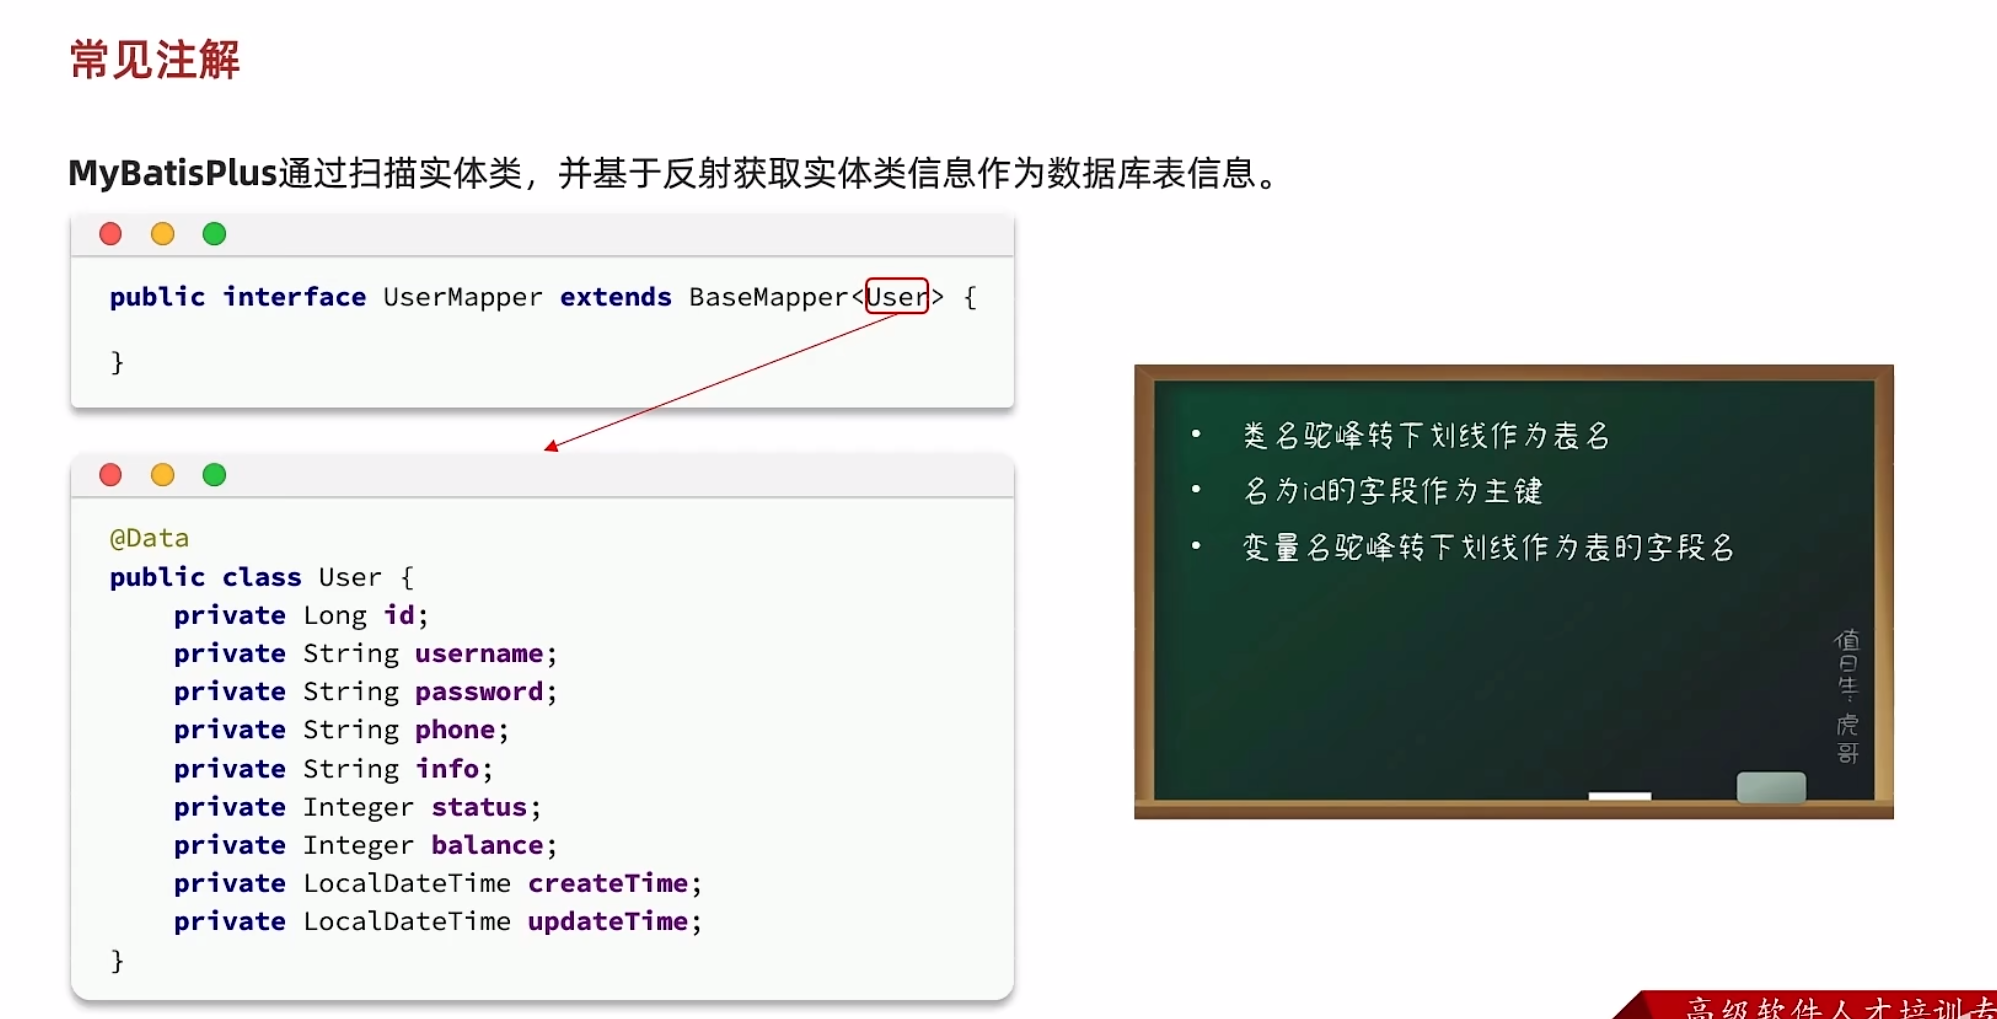 常见注解
MyBatisPlus通过扫描实体类，并基于反射获取实体类信息作为数据库表信息。
public interface UserMapper extends BaseMapper<User> {
}
@Data
public class User {
private Long id;
private String username;
private String password;
private String phone;
private String info;
private Integer status;
private Integer balance;
private LocalDateTime createTime;
private LocalDateTime updateTime;
}
• 类名驼峰转下划线作为表名
• 名为id的字段作为主键
• 变量名驼峰转下划线作为表的字段名
值日生：虎哥
高级软件人才培训专